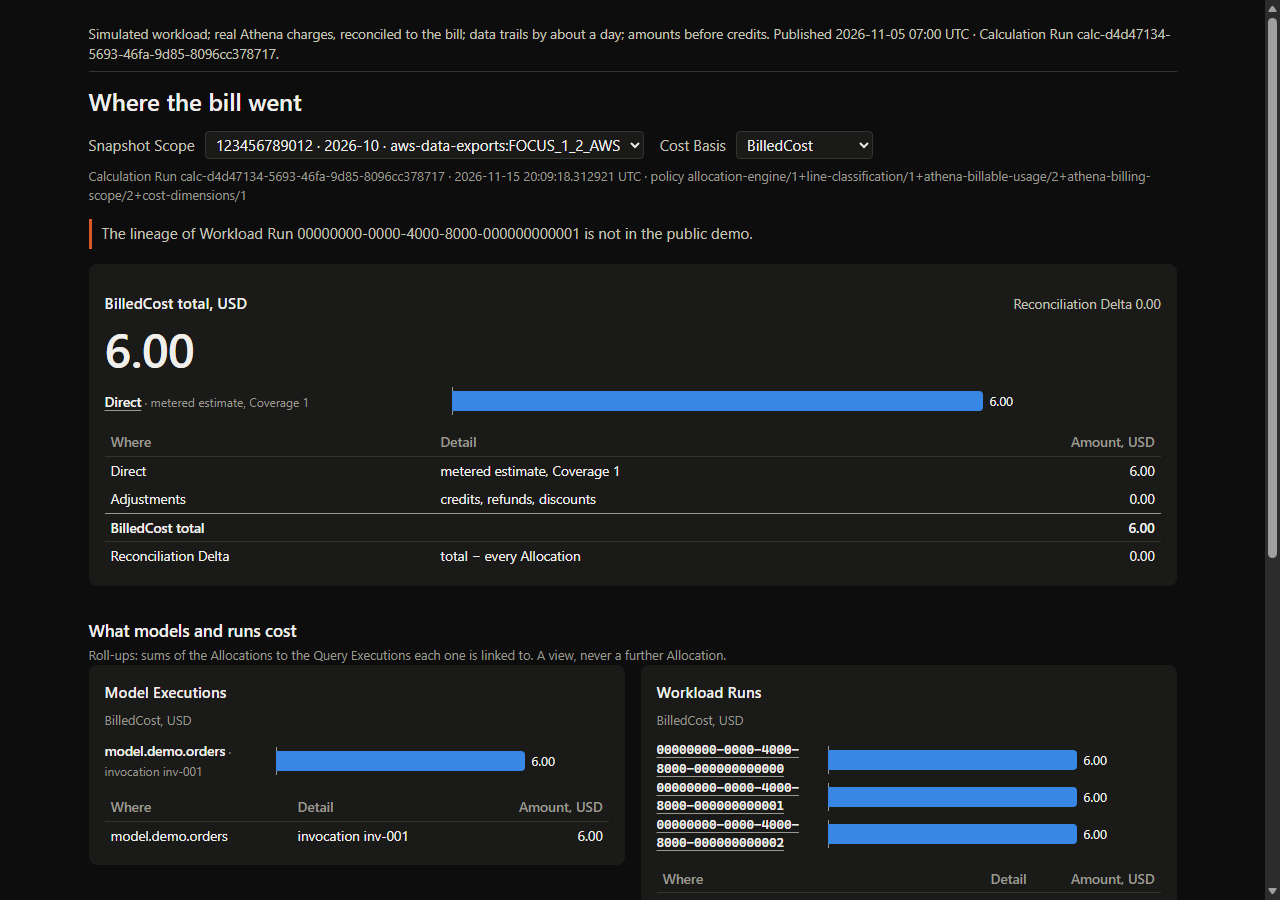 Simulated workload; real Athena charges, reconciled to the bill; data trails by about a day; amounts before credits. Published 2026-11-05 07:00 UTC · Calculation Run calc-d4d47134-
5693-46fa-9d85-8096cc378717.
Where the bill went
Snapshot Scope 123456789012 · 2026-10 · aws-data-exports:FOCUS_1_2_AWS Cost Basis BilledCost
Calculation Run calc-d4d47134-5693-46fa-9d85-8096cc378717 · 2026-11-15 20:09:18.312921 UTC · policy allocation-engine/1+line-classification/1+athena-billable-usage/2+athena-billing-
scope/2+cost-dimensions/1
The lineage of Workload Run 00000000-0000-4000-8000-000000000001 is not in the public demo.
BilledCost total, USD Reconciliation Delta 0.00
6.00
Direct · metered estimate, Coverage 1 6.00
Where Detail Amount, USD
Direct metered estimate, Coverage 1 6.00
Adjustments credits, refunds, discounts 0.00
BilledCost total 6.00
Reconciliation Delta total − every Allocation 0.00
What models and runs cost
Roll-ups: sums of the Allocations to the Query Executions each one is linked to. A view, never a further Allocation.
Model Executions
BilledCost, USD
model.demo.orders · 6.00
invocation inv-001
Where Detail Amount, USD
model.demo.orders invocation inv-001 6.00
Workload Runs
BilledCost, USD
00000000-0000-4000-
8000-000000000000 6.00
00000000-0000-4000-
8000-000000000001 6.00
00000000-0000-4000-
8000-000000000002 6.00
Where Detail Amount, USD